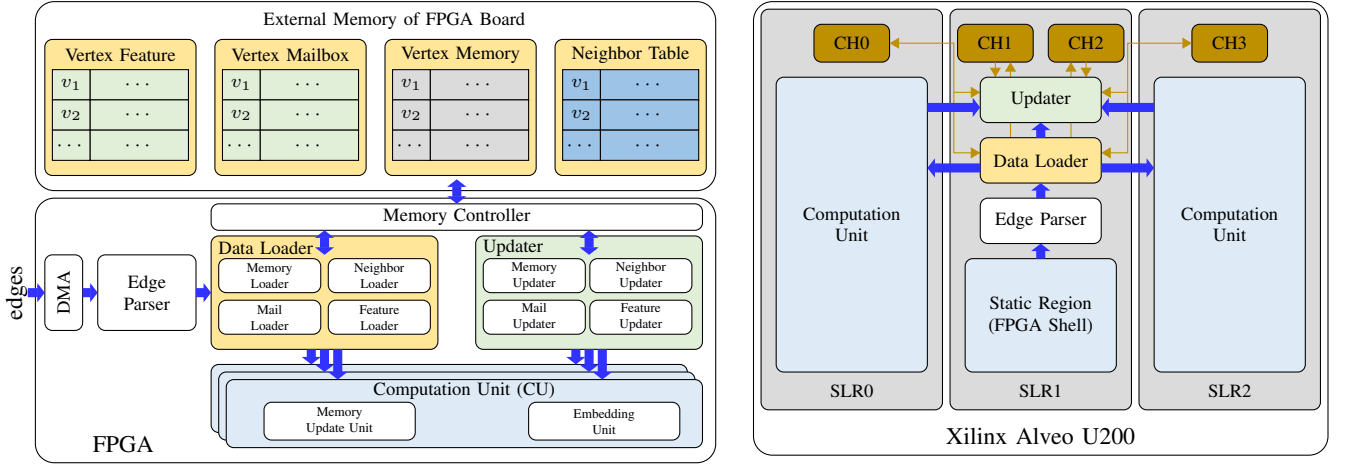 External Memory of FPGA Board
Vertex Feature
v1 ···
v2 ···
··· ···
Vertex Mailbox
v1 ···
v2 ···
··· ···
Vertex Memory
v1 ···
v2 ···
··· ···
Neighbor Table
v1 ···
v2 ···
··· ···
Memory Controller
edges
DMA
Edge
Parser
Data Loader
Memory
Loader
Neighbor
Loader
Mail
Loader
Feature
Loader
Updater
Memory
Updater
Neighbor
Updater
Mail
Updater
Feature
Updater
Computation Unit (CU)
Memory
Update Unit
Embedding
Unit
FPGA
CH0
CH1
CH2
CH3
Updater
Data Loader
Edge Parser
Computation
Unit
Static Region
(FPGA Shell)
Computation
Unit
SLR0
SLR1
SLR2
Xilinx Alveo U200